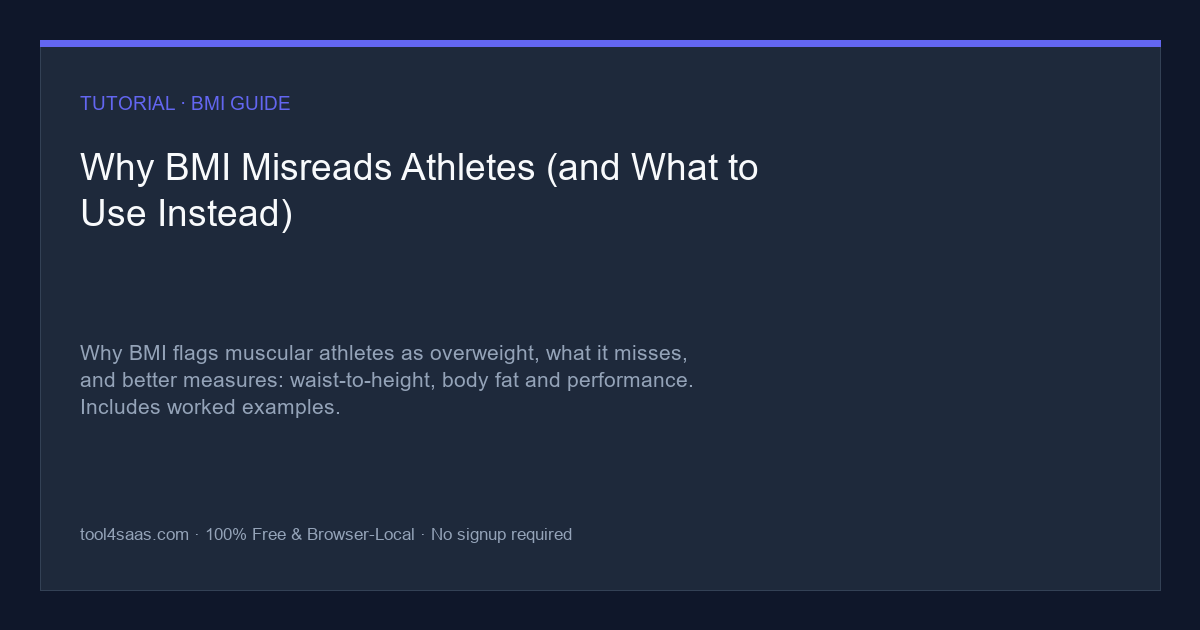 TUTORIAL · BMI GUIDE
Why BMI Misreads Athletes (and What to
Use Instead)
Why BMI flags muscular athletes as overweight, what it misses,
and better measures: waist-to-height, body fat and performance.
Includes worked examples.
tool4saas.com · 100% Free & Browser-Local · No signup required